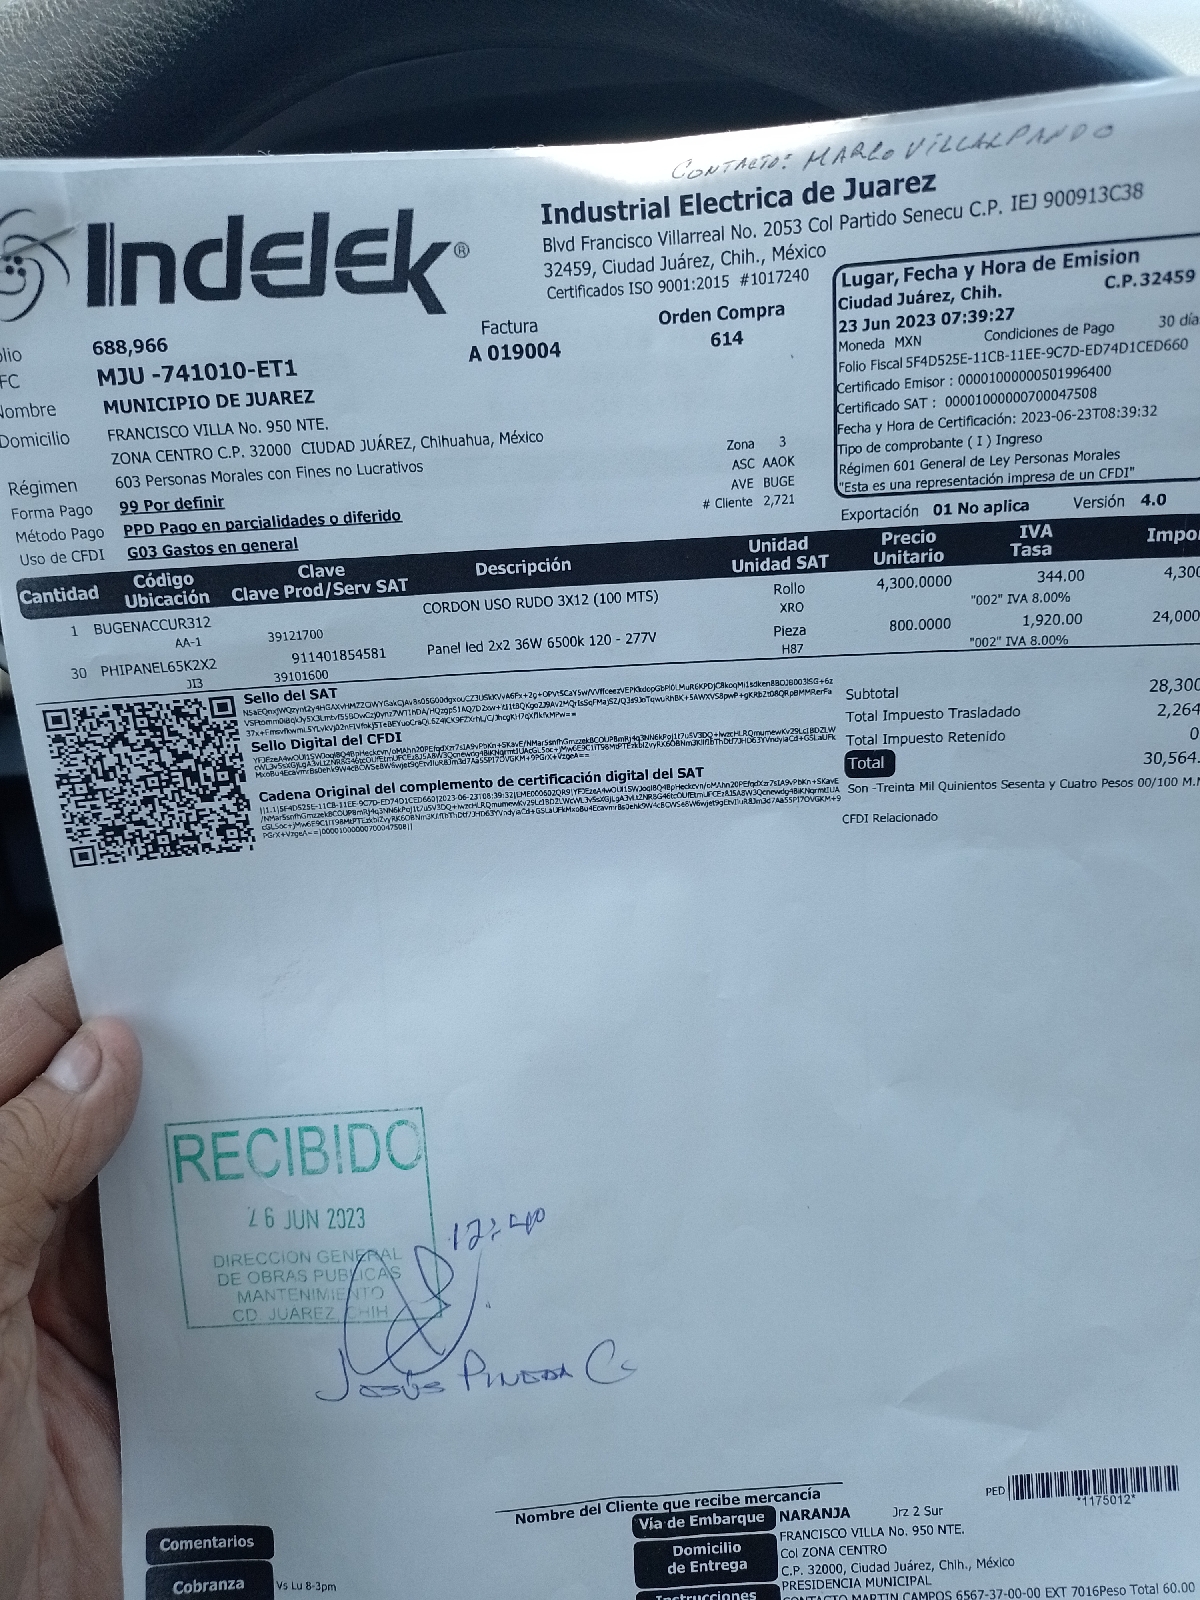 CONTACTO: MARCO VILLALPANDO
Indelek®
Industrial Electrica de Juarez
Blvd Francisco Villarreal No. 2053 Col Partido Senecu C.P. IEJ 900913C38
32459, Ciudad Juárez, Chih., México
Certificados ISO 9001:2015 #1017240
Lugar, Fecha y Hora de Emision
Ciudad Juárez, Chih. C.P.32459
23 Jun 2023 07:39:27
Moneda MXN Condiciones de Pago 30 día
Folio Fiscal 5F4D525E-11CB-11EE-9C7D-ED74D1CED660
Certificado Emisor : 00001000000501996400
Certificado SAT : 00001000000700047508
Fecha y Hora de Certificación: 2023-06-23T08:39:32
Tipo de comprobante ( I ) Ingreso
Régimen 601 General de Ley Personas Morales
"Esta es una representación impresa de un CFDI"
Exportación 01 No aplica Versión 4.0
olio 688,966
Factura
A 019004
Orden Compra
614
FC MJU -741010-ET1
Nombre MUNICIPIO DE JUAREZ
Domicilio FRANCISCO VILLA No. 950 NTE.
ZONA CENTRO C.P. 32000 CIUDAD JUÁREZ, Chihuahua, México
Régimen 603 Personas Morales con Fines no Lucrativos
Forma Pago 99 Por definir
Método Pago PPD Pago en parcialidades o diferido
Uso de CFDI G03 Gastos en general
Zona 3
ASC AAOK
AVE BUGE
# Cliente 2,721
Cantidad Código Ubicación Clave Clave Prod/Serv SAT Descripción Unidad Unidad SAT Precio Unitario IVA Tasa Impo
1 BUGENACCUR312 CORDON USO RUDO 3X12 (100 MTS) Rollo 4,300.0000 344.00 4,300
AA-1 39121700 XRO "002" IVA 8.00%
30 PHIPANEL65K2X2 911401854581 Panel led 2x2 36W 6500k 120 - 277V Pieza 800.0000 1,920.00 24,000
JI3 39101600 H87 "002" IVA 8.00%
Sello del SAT
Sello Digital del CFDI
Cadena Original del complemento de certificación digital del SAT
Subtotal 28,300
Total Impuesto Trasladado 2,264
Total Impuesto Retenido 0
Total 30,564.
Son -Treinta Mil Quinientos Sesenta y Cuatro Pesos 00/100 M.
CFDI Relacionado
RECIBIDO
26 JUN 2023
DIRECCION GENERAL
DE OBRAS PUBLICAS
MANTENIMIENTO
CD. JUAREZ, CHIH
12:40
Jesús Pineda C
PED *1175012*
Nombre del Cliente que recibe mercancía
Comentarios
Cobranza Vs Lu 8-3pm
Vía de Embarque NARANJA Jrz 2 Sur
Domicilio de Entrega
FRANCISCO VILLA No. 950 NTE.
Col ZONA CENTRO
C.P. 32000, Ciudad Juárez, Chih., México
PRESIDENCIA MUNICIPAL
Instrucciones CONTACTO MARTIN CAMPOS 6567-37-00-00 EXT 7016 Peso Total 60.00